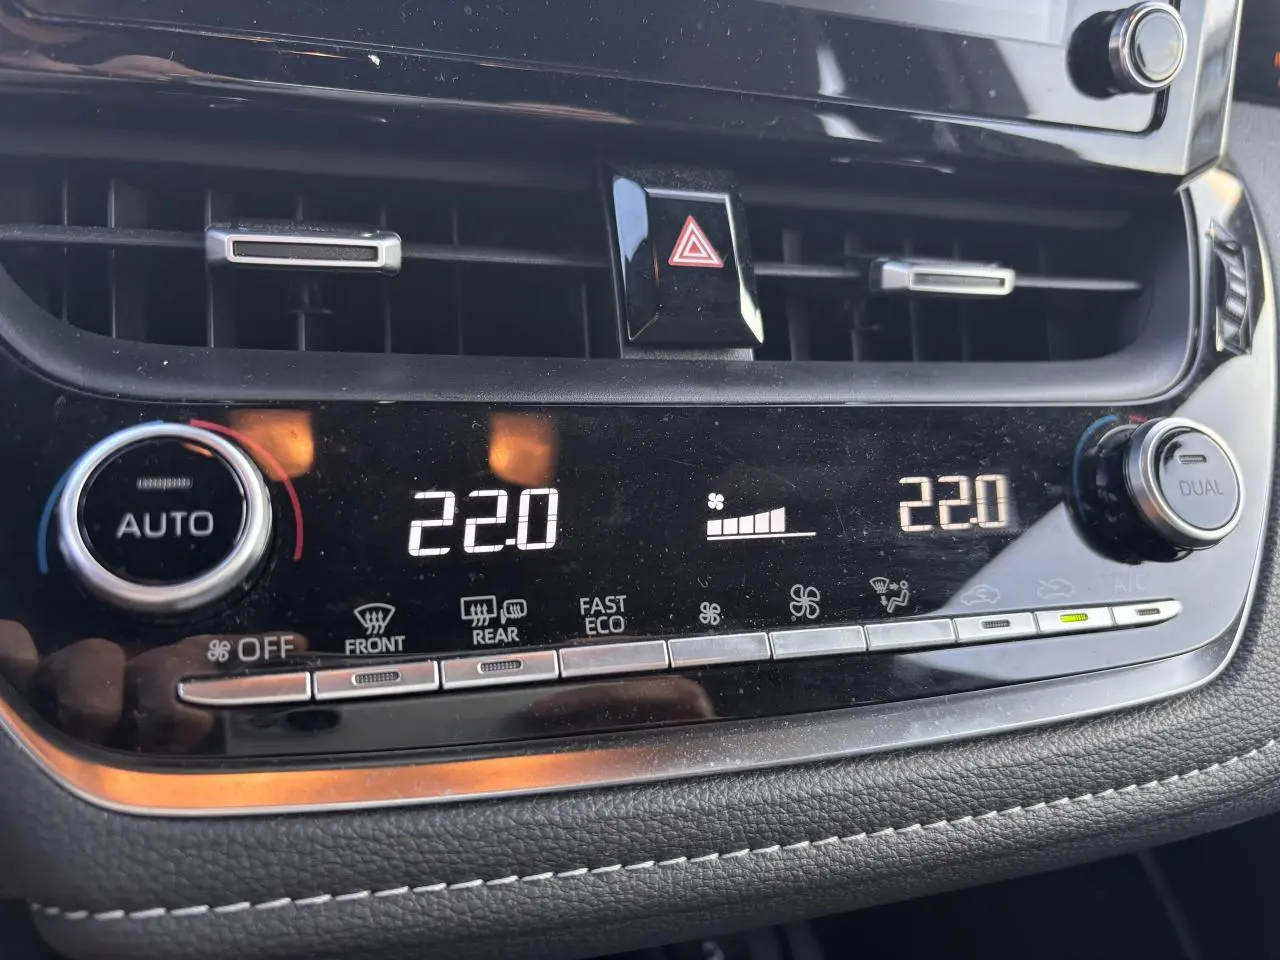 AUTO
22.0
22.0
DUAL
OFF
FRONT
REAR
FAST
ECO
A/C